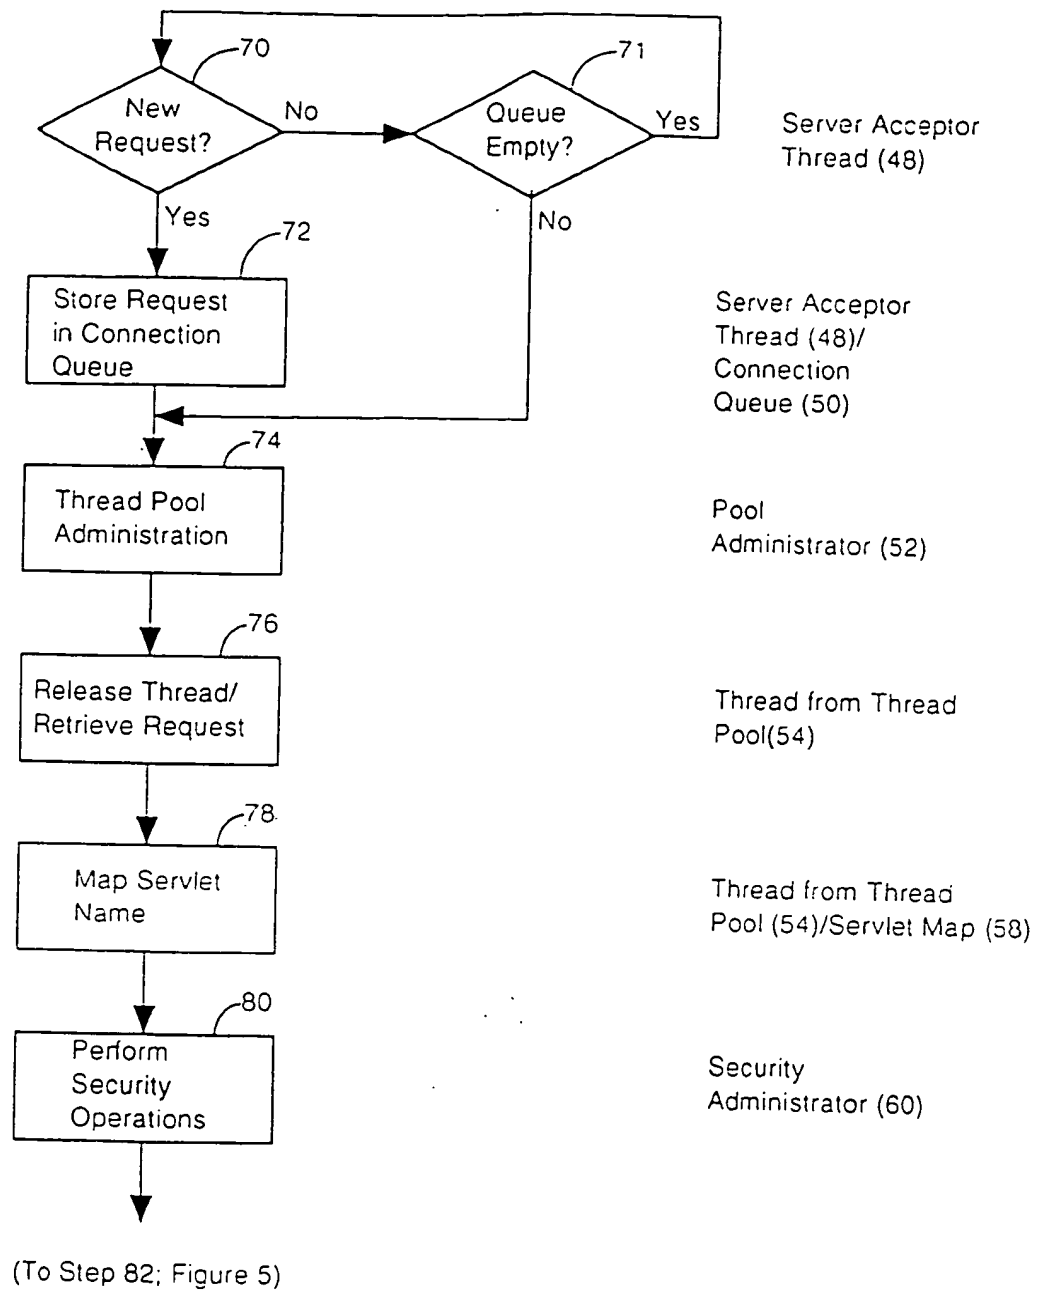 70
71
New
Request?
No
Queue
Empty?
Yes
Server Acceptor
Thread (48)
Yes
No
72
Store Request
in Connection
Queue
Server Acceptor
Thread (48)/
Connection
Queue (50)
74
Thread Pool
Administration
Pool
Administrator (52)
76
Release Thread/
Retrieve Request
Thread from Thread
Pool(54)
78
Map Servlet
Name
Thread from Thread
Pool (54)/Servlet Map (58)
80
Perform
Security
Operations
Security
Administrator (60)
(To Step 82; Figure 5)